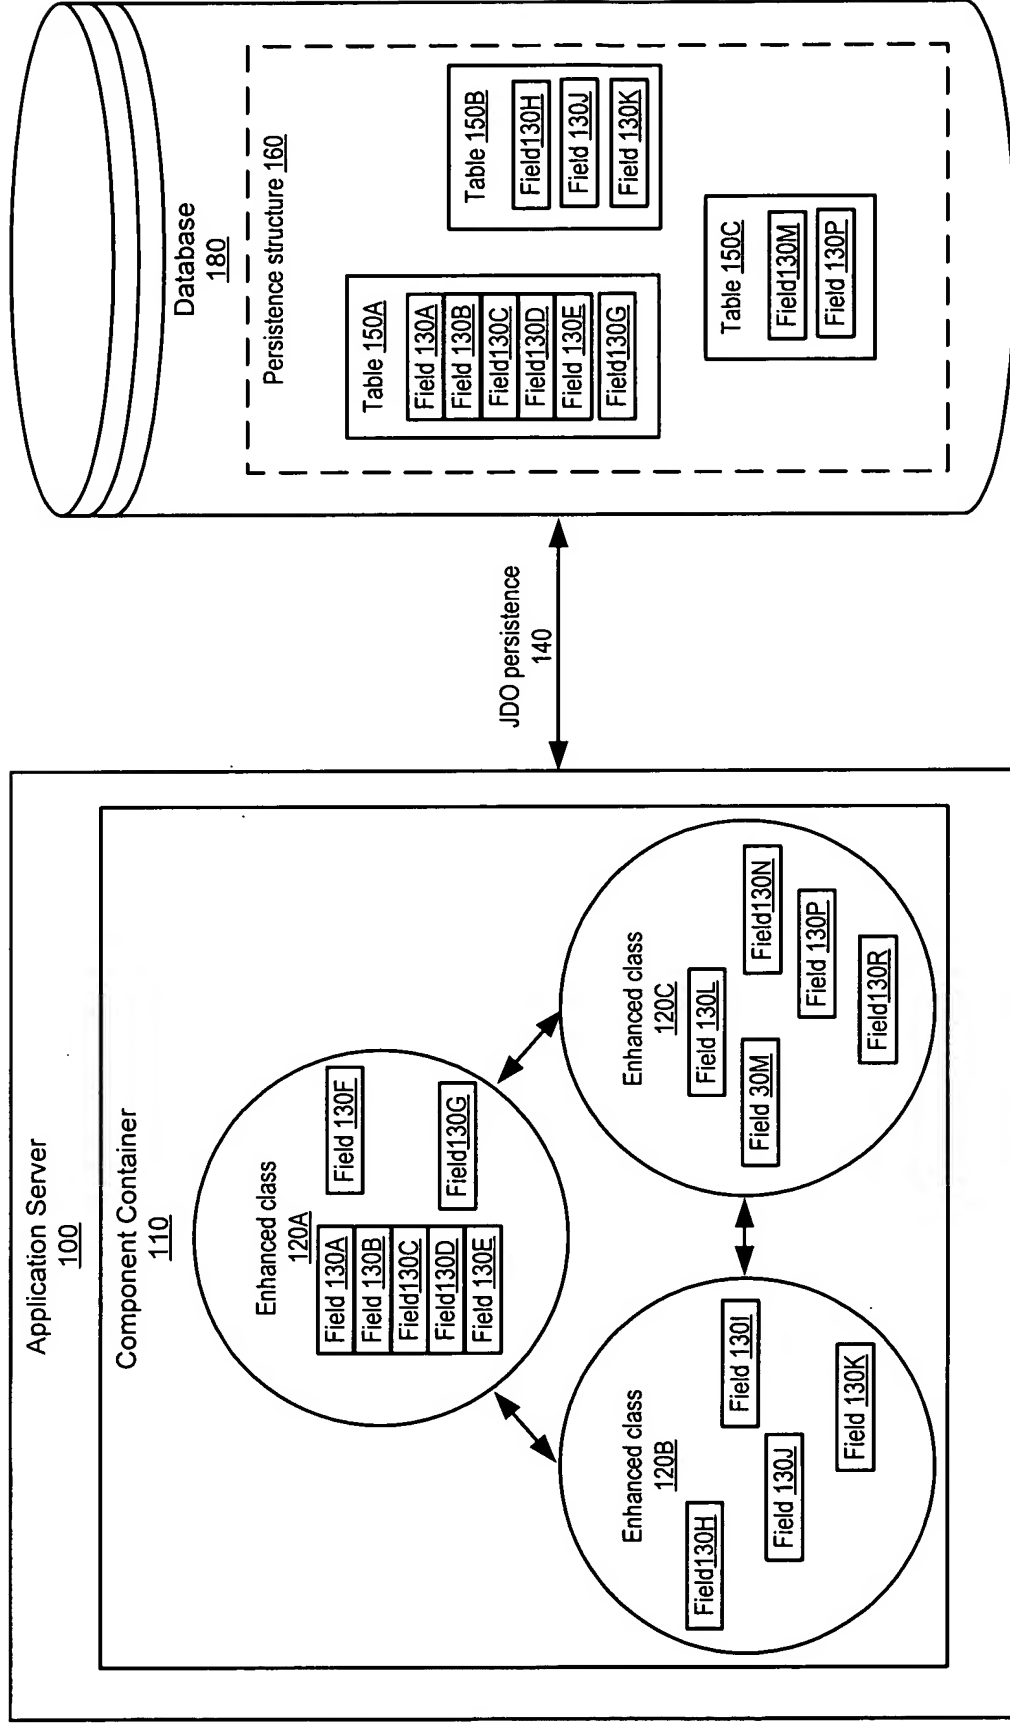 Application Server
100
Component Container
110
Enhanced class
120A
Field 130A
Field 130B
Field130C
Field130D
Field 130E
Field 130F
Field130G
Enhanced class
120B
Field130H
Field 130I
Field 130J
Field 130K
Enhanced class
120C
Field 130L
Field 30M
Field130N
Field 130P
Field130R
JDO persistence
140
Database
180
Persistence structure 160
Table 150A
Field 130A
Field 130B
Field130C
Field130D
Field 130E
Field130G
Table 150B
Field130H
Field 130J
Field 130K
Table 150C
Field130M
Field 130P